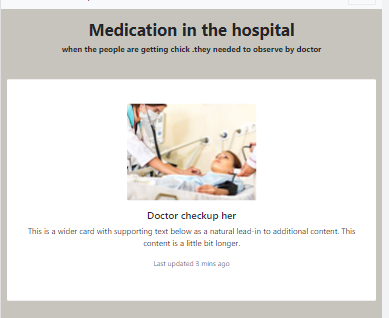 Medication in the hospital
when the people are getting chick .they needed to observe by doctor
Doctor checkup her
This is a wider card with supporting text below as a natural lead-in to additional content. This
content is a little bit longer.
Last updated 3 mins ago